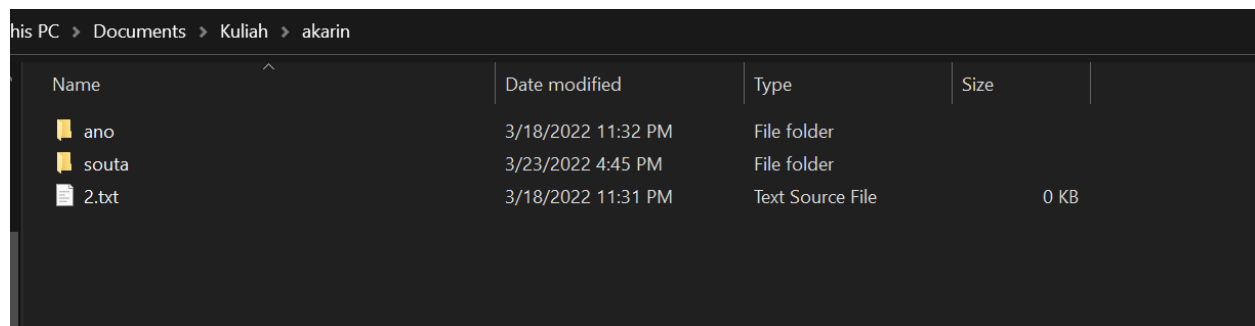 his PC > Documents > Kuliah > akarin
Name Date modified Type Size
ano 3/18/2022 11:32 PM File folder
souta 3/23/2022 4:45 PM File folder
2.txt 3/18/2022 11:31 PM Text Source File 0 KB